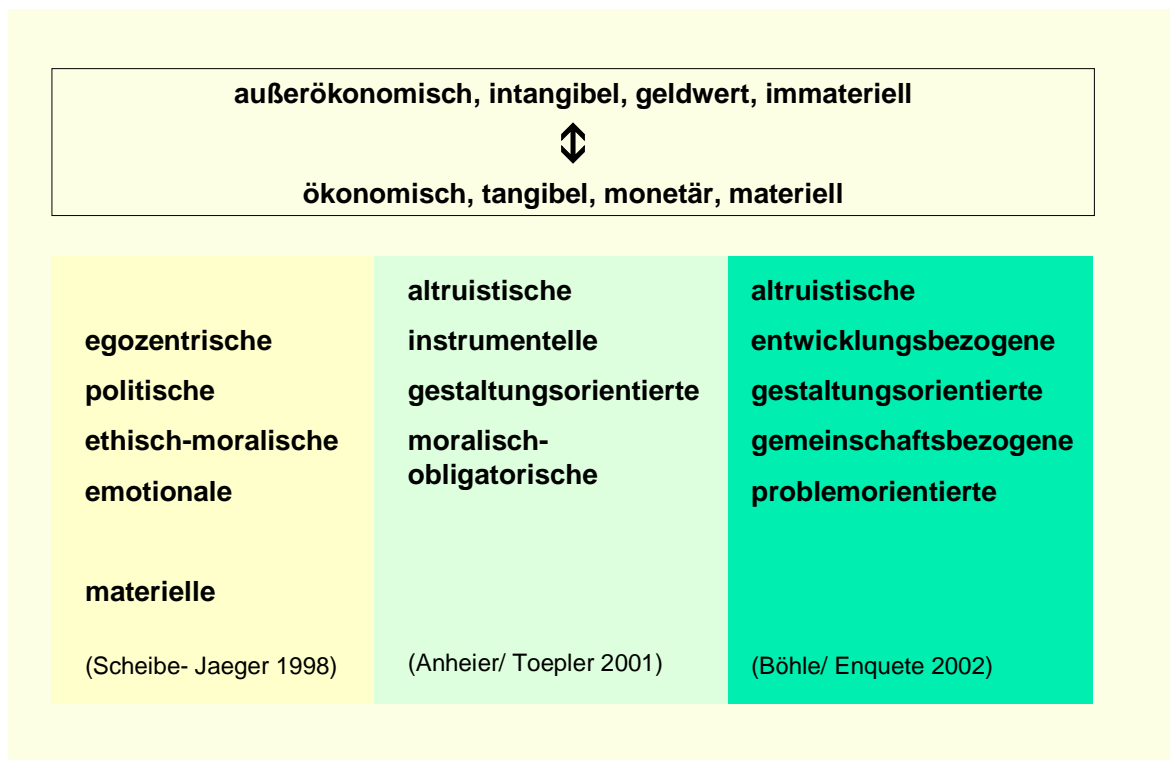 außerökonomisch, intangibel, geldwert, immateriell
ökonomisch, tangibel, monetär, materiell
egozentrische
politische
ethisch-moralische
emotionale
materielle
(Scheibe- Jaeger 1998)
altruistische
instrumentelle
gestaltungsorientierte
moralisch-
obligatorische
(Anheier/ Toepler 2001)
altruistische
entwicklungsbezogene
gestaltungsorientierte
gemeinschaftsbezogene
problemorientierte
(Böhle/ Enquete 2002)